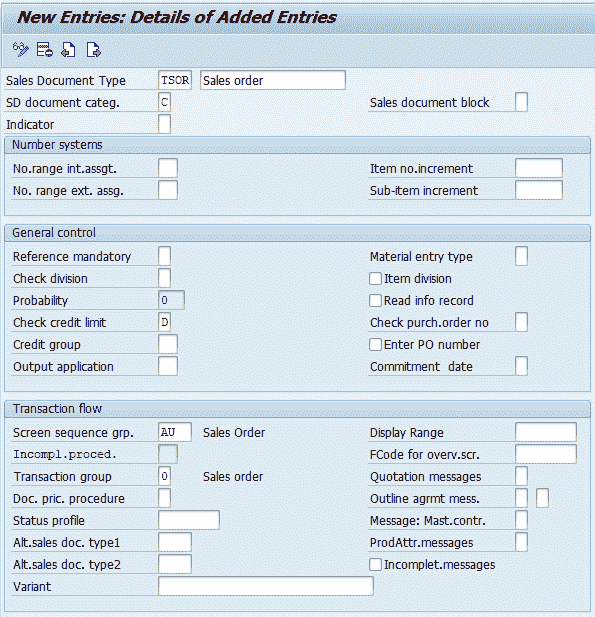 New Entries: Details of Added Entries
Sales Document Type TSOR Sales order
SD document categ. C Sales document block
Indicator
Number systems
No.range int.assgt. Item no.increment
No. range ext. assg. Sub-item increment
General control
Reference mandatory Material entry type
Check division Item division
Probability 0 Read info record
Check credit limit D Check purch.order no
Credit group Enter PO number
Output application Commitment date
Transaction flow
Screen sequence grp. AU Sales Order Display Range
Incompl.proced. FCode for overv.scr.
Transaction group 0 Sales order Quotation messages
Doc. pric. procedure Outline agrmt mess.
Status profile Message: Mast.contr.
Alt.sales doc. type1 ProdAttr.messages
Alt.sales doc. type2 Incomplet.messages
Variant